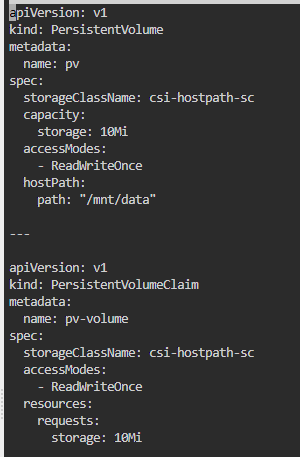 apiVersion: v1
kind: PersistentVolume
metadata:
  name: pv
spec:
  storageClassName: csi-hostpath-sc
  capacity:
    storage: 10Mi
  accessModes:
    - ReadWriteOnce
  hostPath:
    path: "/mnt/data"

---

apiVersion: v1
kind: PersistentVolumeClaim
metadata:
  name: pv-volume
spec:
  storageClassName: csi-hostpath-sc
  accessModes:
    - ReadWriteOnce
  resources:
    requests:
      storage: 10Mi